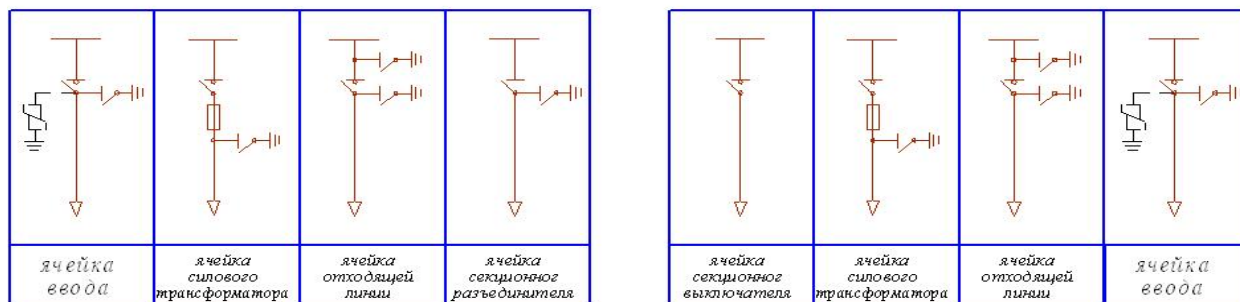 ячейка
ввода
ячейка
силового
трансформатора
ячейка
отходящей
линии
ячейка
секционног
разъединителя
ячейка
секционног
выключателя
ячейка
силового
трансформатора
ячейка
отходящей
линии
ячейка
ввода